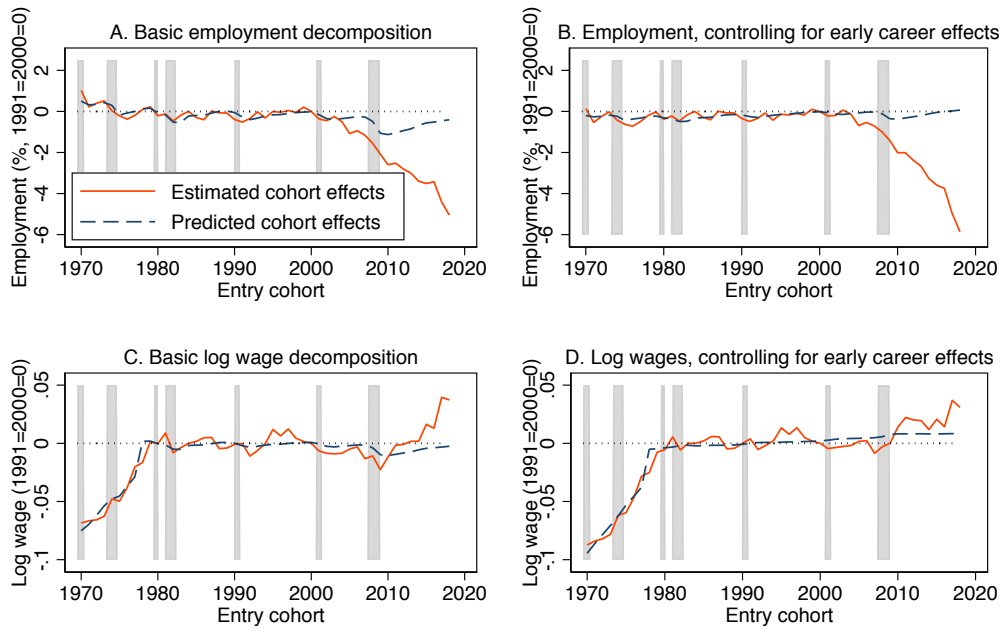 A. Basic employment decomposition
Employment (%, 1991=2000=0)
2
0
-2
-4
-6
Estimated cohort effects
Predicted cohort effects
1970 1980 1990 2000 2010 2020
Entry cohort
B. Employment, controlling for early career effects
Employment (%, 1991=2000=0)
2
0
-2
-4
-6
1970 1980 1990 2000 2010 2020
Entry cohort
C. Basic log wage decomposition
Log wage (1991=2000=0)
.05
0
-.05
-.1
1970 1980 1990 2000 2010 2020
Entry cohort
D. Log wages, controlling for early career effects
Log wage (1991=2000=0)
.05
0
-.05
-.1
1970 1980 1990 2000 2010 2020
Entry cohort